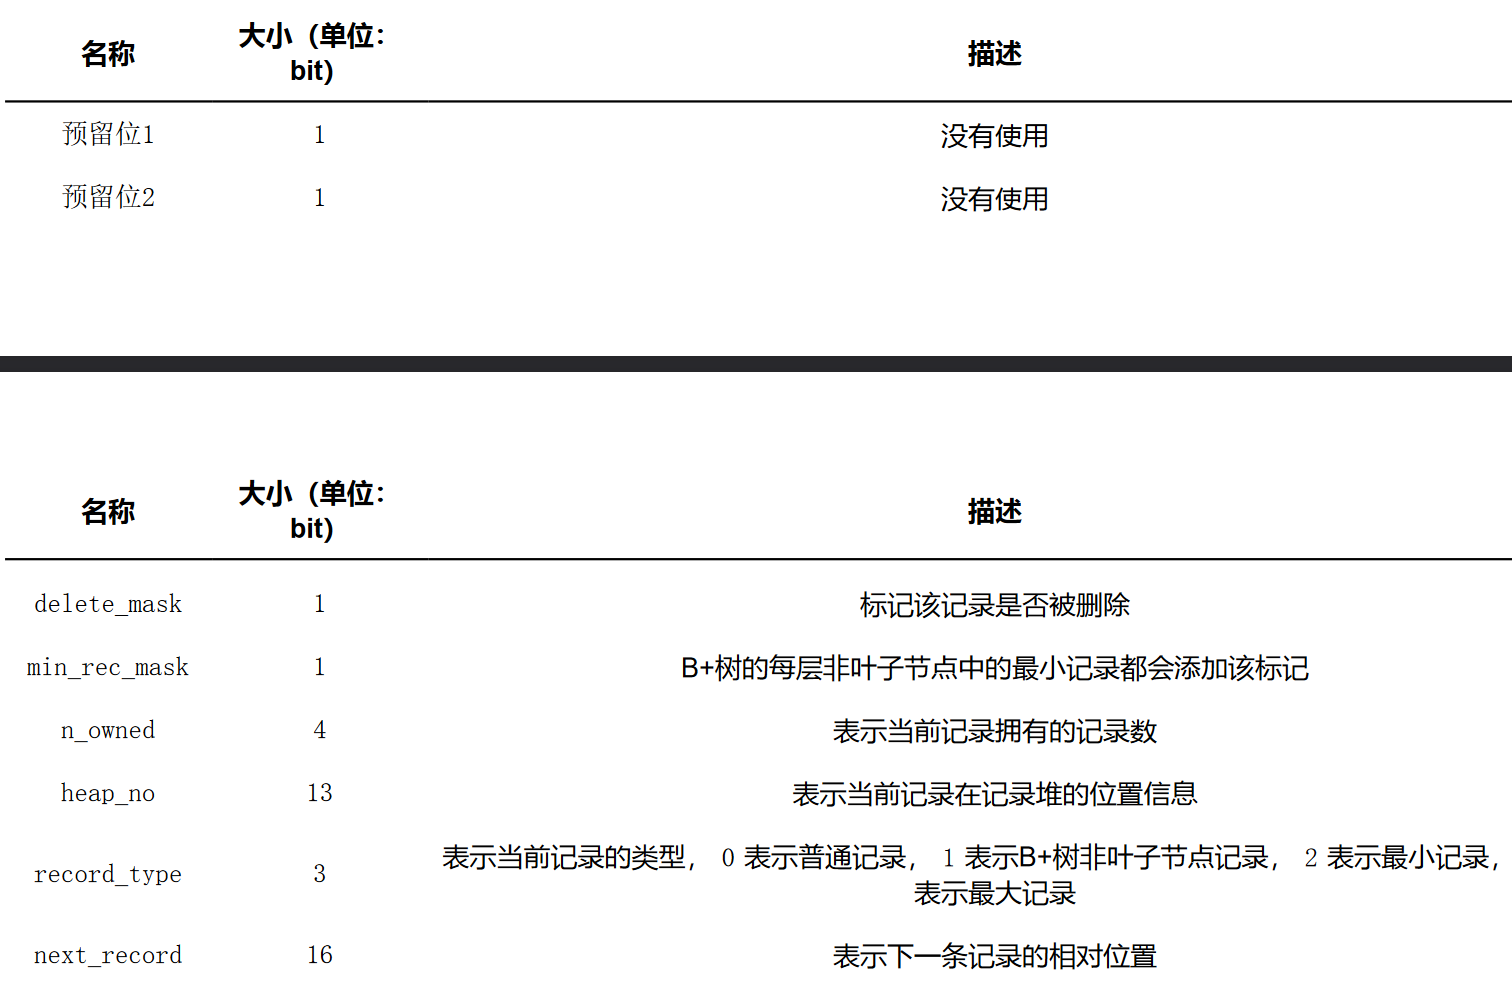 名称 大小（单位：bit） 描述
预留位1 1 没有使用
预留位2 1 没有使用
名称 大小（单位：bit） 描述
delete_mask 1 标记该记录是否被删除
min_rec_mask 1 B+树的每层非叶子节点中的最小记录都会添加该标记
n_owned 4 表示当前记录拥有的记录数
heap_no 13 表示当前记录在记录堆的位置信息
record_type 3 表示当前记录的类型， 0 表示普通记录， 1 表示B+树非叶子节点记录， 2 表示最小记录，
表示最大记录
next_record 16 表示下一条记录的相对位置